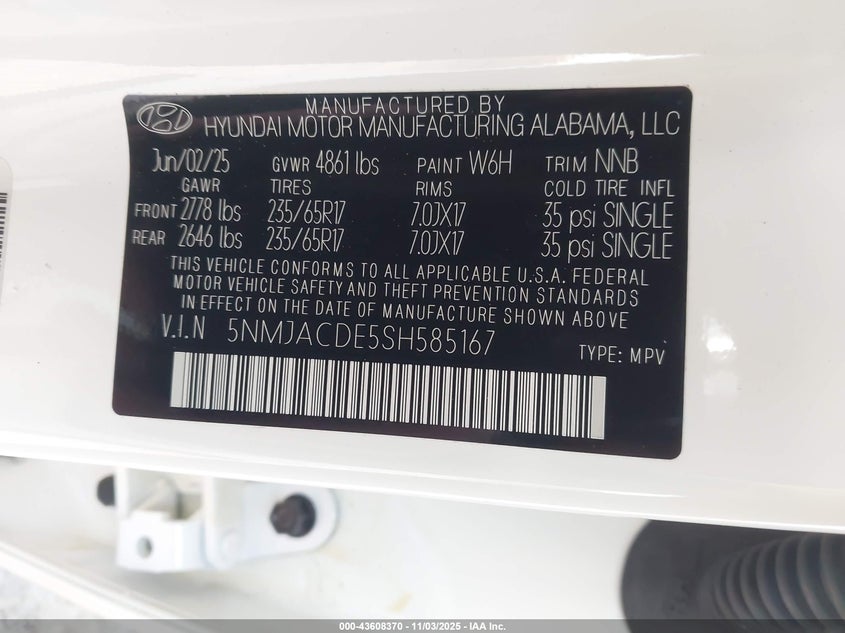 MANUFACTURED BY
HYUNDAI MOTOR MANUFACTURING ALABAMA, LLC
Jun/02/25 GVWR 4861 lbs PAINT W6H TRIM NNB
GAWR TIRES RIMS COLD TIRE INFL
FRONT 2778 lbs 235/65R17 7.0JX17 35 psi SINGLE
REAR 2646 lbs 235/65R17 7.0JX17 35 psi SINGLE
THIS VEHICLE CONFORMS TO ALL APPLICABLE U.S.A. FEDERAL
MOTOR VEHICLE SAFETY AND THEFT PREVENTION STANDARDS
IN EFFECT ON THE DATE OF MANUFACTURE SHOWN ABOVE
V.I.N 5NMJACDE5SH585167 TYPE: MPV
000-43608370 - 11/03/2025 - IAA Inc.